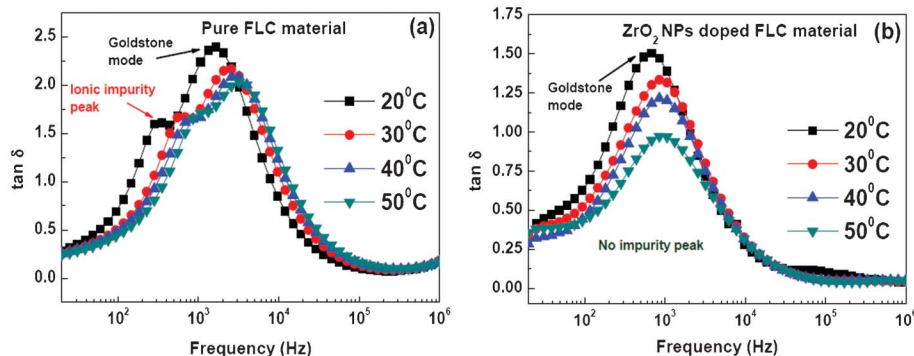 Pure FLC material
(a)
Goldstone
mode
Ionic impurity
peak
20⁰C
30⁰C
40⁰C
50⁰C
tan δ
2.5
2.0
1.5
1.0
0.5
0.0
10² 10³ 10⁴ 10⁵ 10⁶
Frequency (Hz)
ZrO₂ NPs doped FLC material
(b)
Goldstone
mode
20⁰C
30⁰C
40⁰C
50⁰C
No impurity peak
tan δ
1.75
1.50
1.25
1.00
0.75
0.50
0.25
0.00
10² 10³ 10⁴ 10⁵ 10⁶
Frequency (Hz)